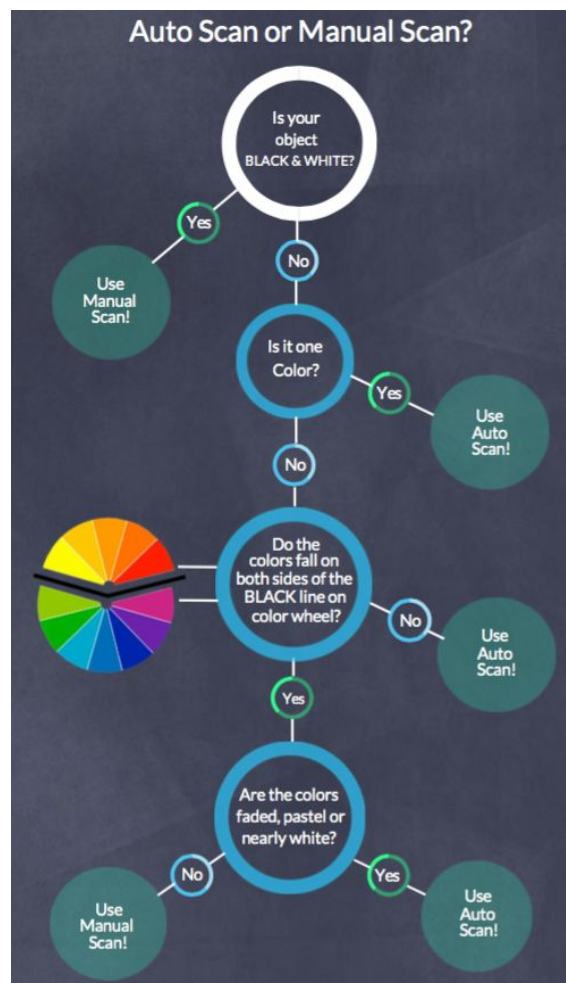 Auto Scan or Manual Scan?
Is your
object
BLACK & WHITE?
Yes
Use
Manual
Scan!
No
Is it one
Color?
Yes
Use
Auto
Scan!
No
Do the
colors fall on
both sides of the
BLACK line on
color wheel?
No
Use
Auto
Scan!
Yes
Are the colors
faded, pastel or
nearly white?
No
Use
Manual
Scan!
Yes
Use
Auto
Scan!